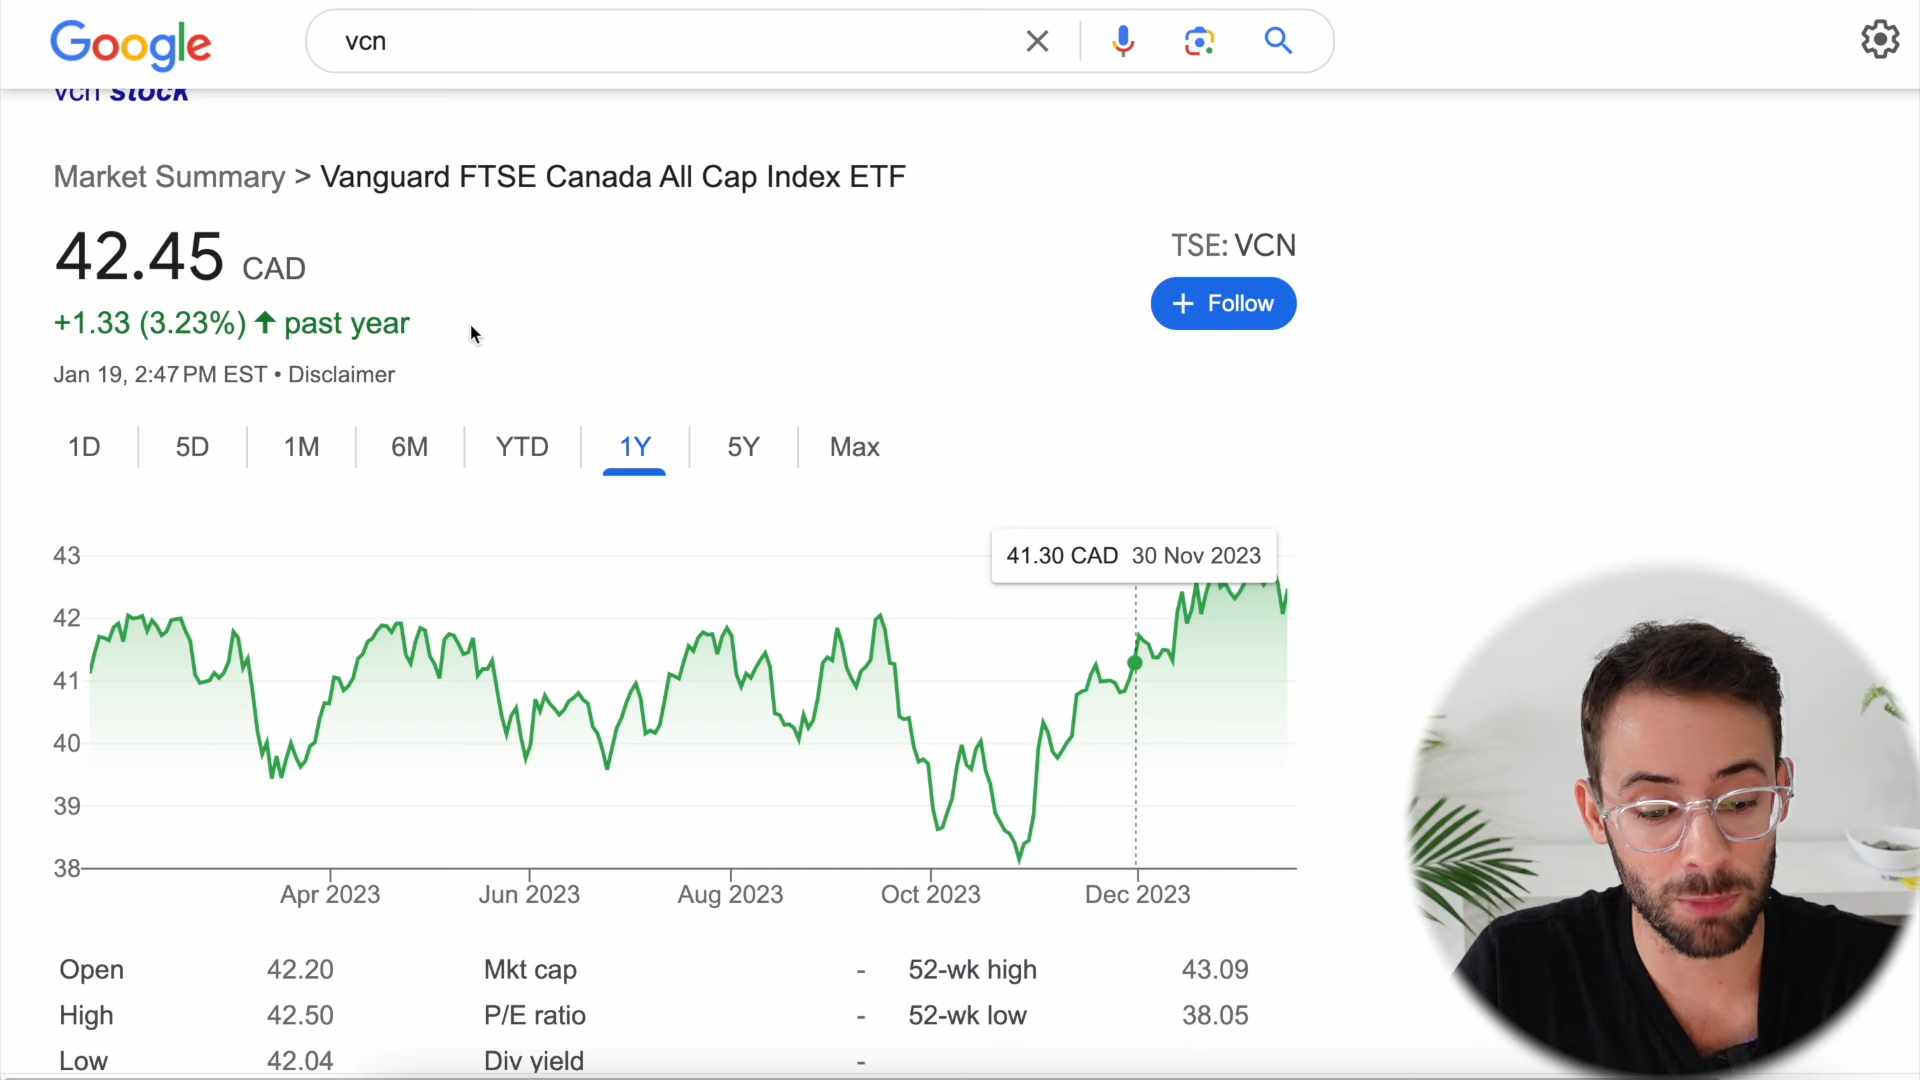 Google
vcn
vcn stock
Market Summary > Vanguard FTSE Canada All Cap Index ETF
42.45 CAD
TSE: VCN
+ Follow
+1.33 (3.23%) ↑ past year
Jan 19, 2:47 PM EST • Disclaimer
1D 5D 1M 6M YTD 1Y 5Y Max
41.30 CAD 30 Nov 2023
43
42
41
40
39
38
Apr 2023 Jun 2023 Aug 2023 Oct 2023 Dec 2023
Open 42.20 Mkt cap - 52-wk high 43.09
High 42.50 P/E ratio - 52-wk low 38.05
Low 42.04 Div yield -